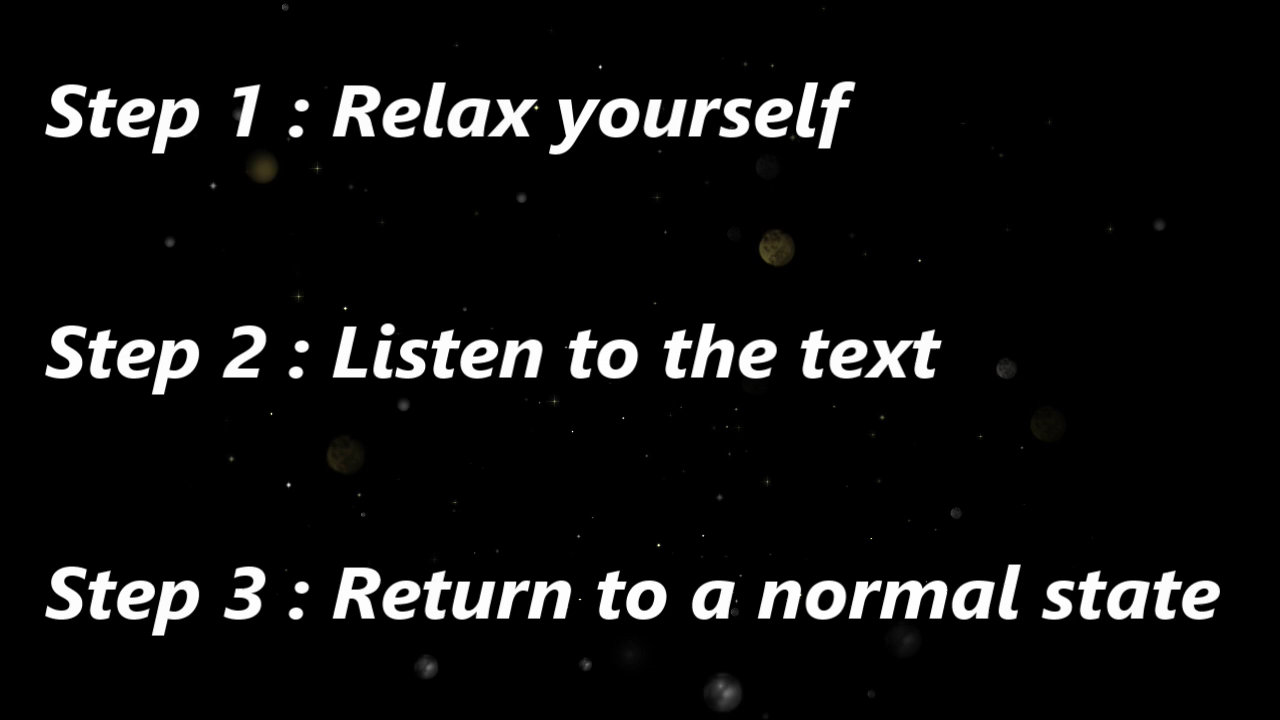 Step 1 : Relax yourself
Step 2 : Listen to the text
Step 3 : Return to a normal state